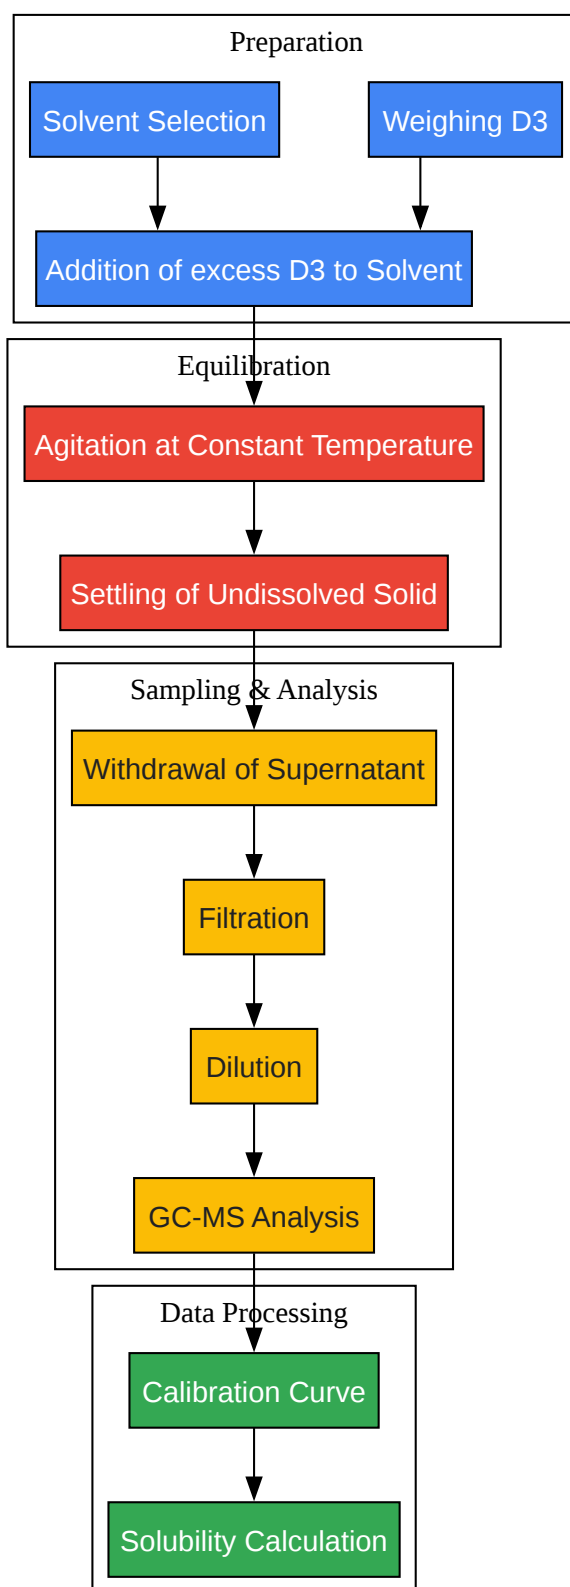 Preparation
Solvent Selection
Weighing D3
Addition of excess D3 to Solvent
Equilibration
Agitation at Constant Temperature
Settling of Undissolved Solid
Sampling & Analysis
Withdrawal of Supernatant
Filtration
Dilution
GC-MS Analysis
Data Processing
Calibration Curve
Solubility Calculation